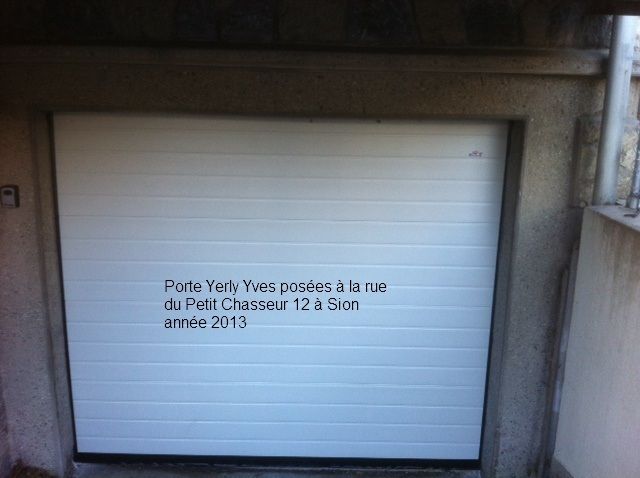 Porte Yerly Yves posées à la rue
du Petit Chasseur 12 à Sion
année 2013